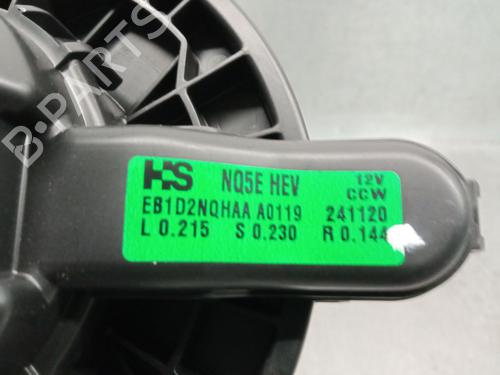 B-PARTS
HS NQ5E HEV 12V
CCW
EB1D2NQHAA A0119 241120
L 0.215 S 0.230 R 0.144